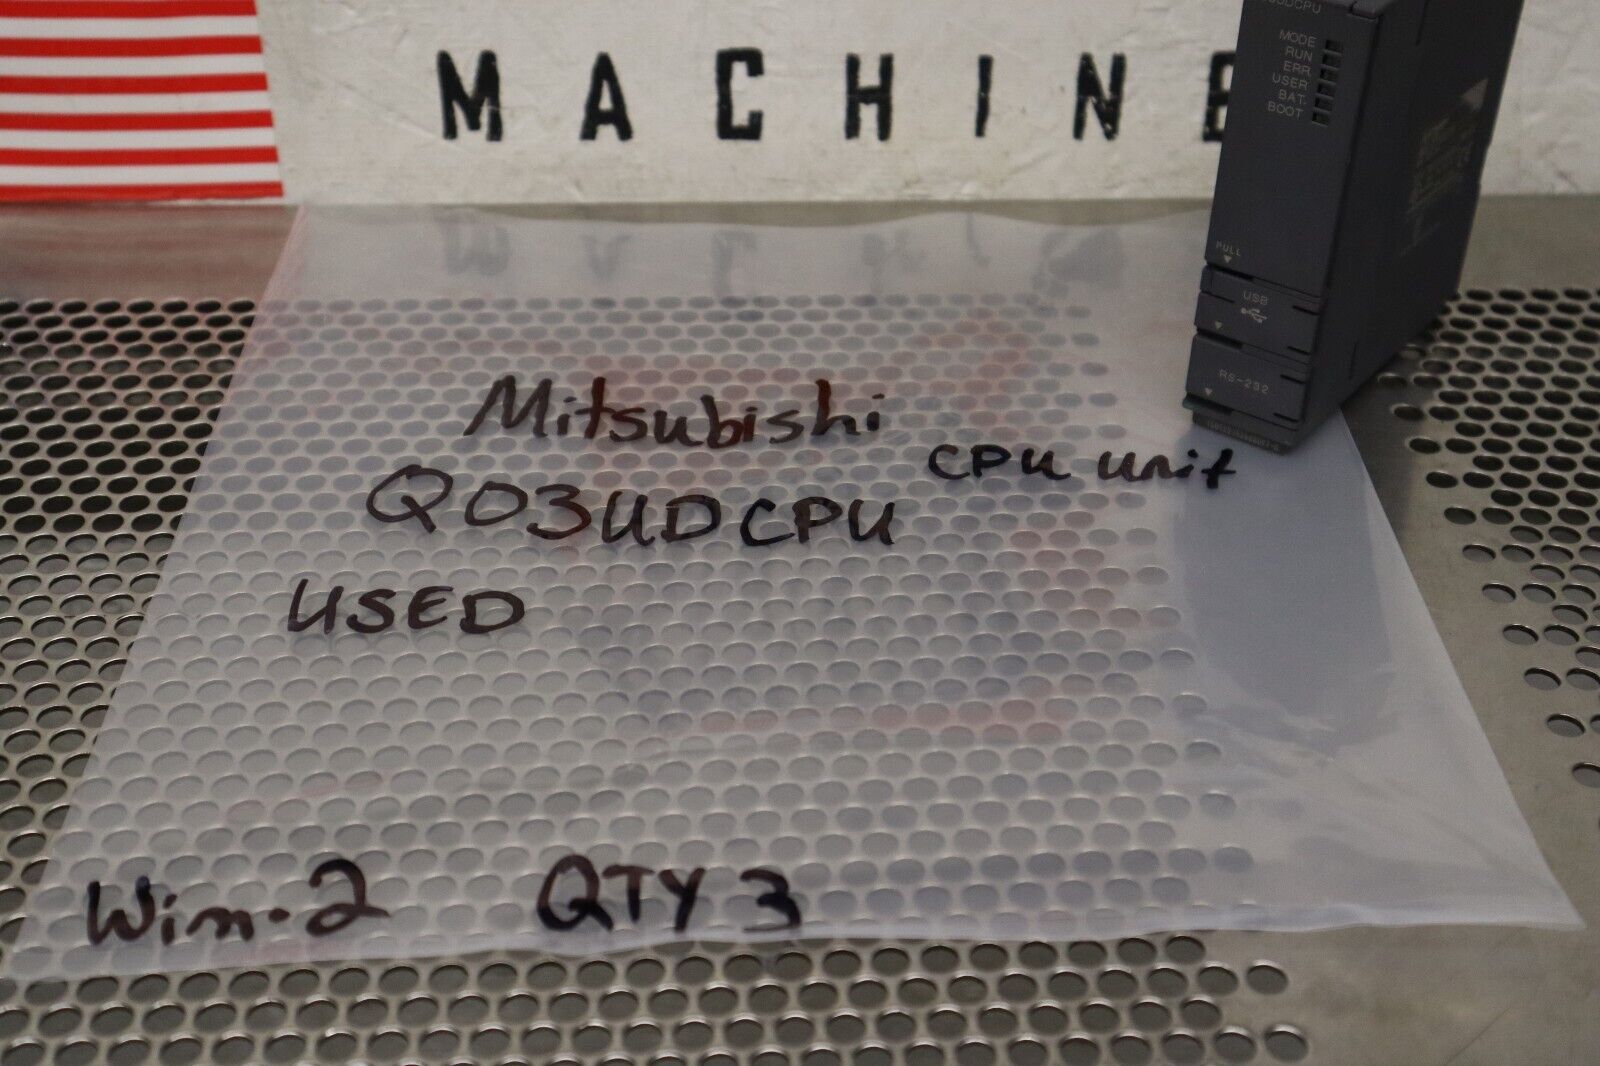 MACHINE
MODE
RUN
ERR.
USER
BAT.
BOOT
PULL
USB
RS-232
Mitsubishi
CPU unit
Q03UDCPU
USED
Wim-2 QTY 3